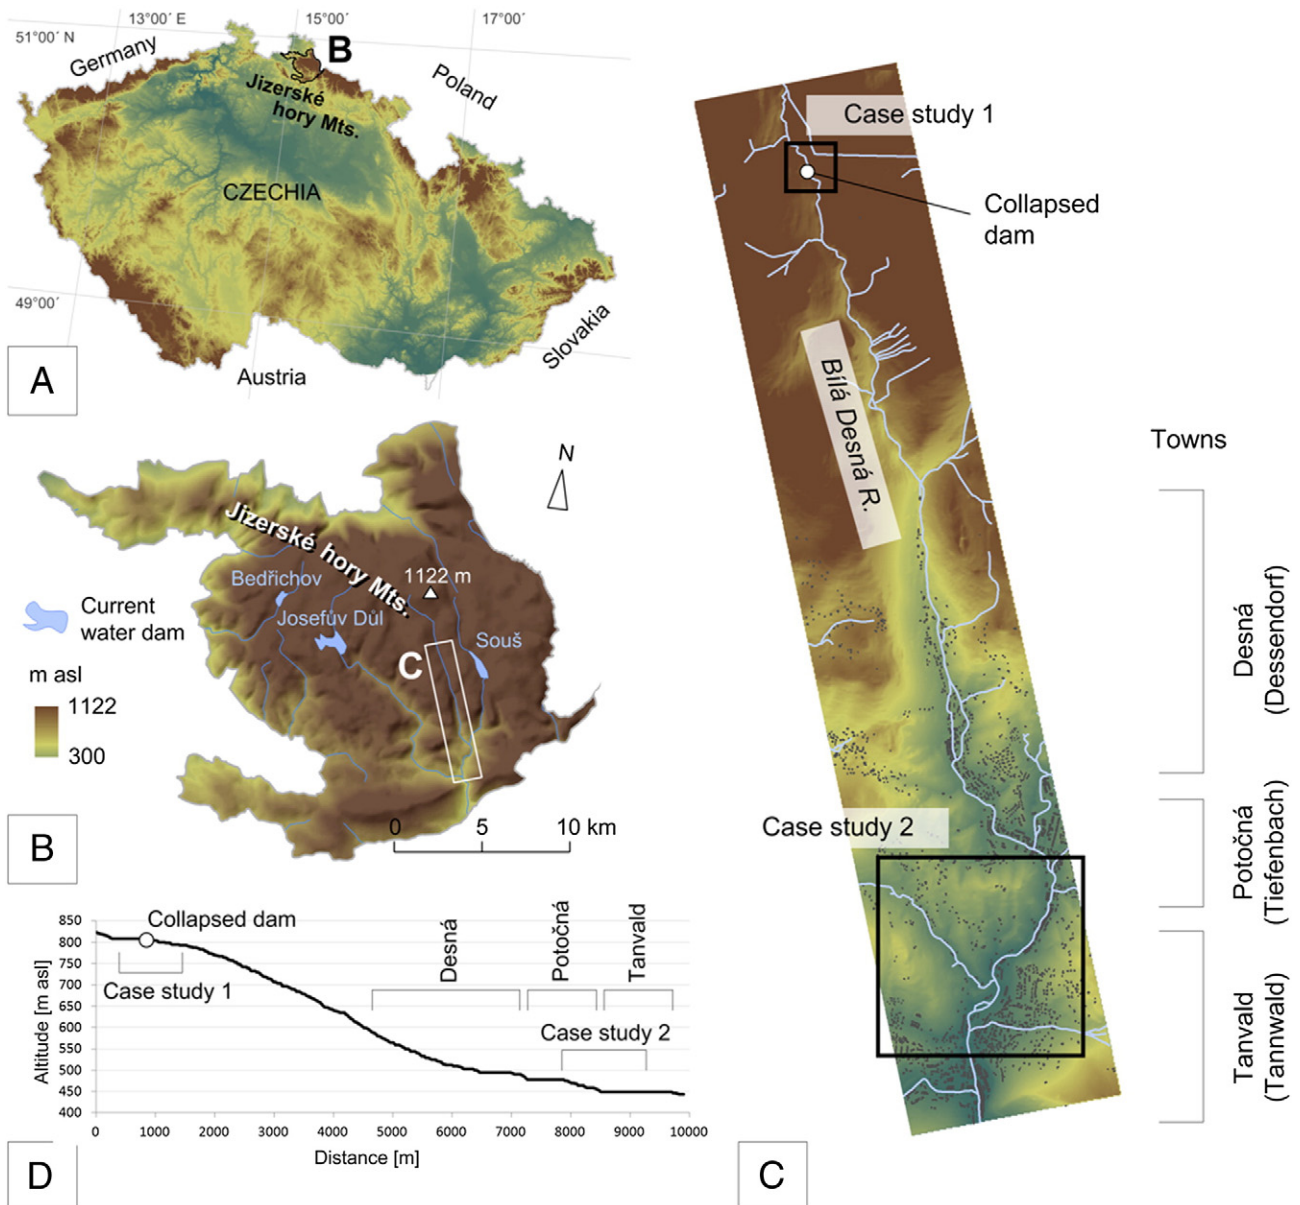 13°00´ E
15°00´
17°00´
51°00´ N
Germany
B
Poland
Jizerské
hory Mts.
CZECHIA
49°00´
Slovakia
Austria
A
N
Jizerské hory Mts.
1122 m
Bedřichov
Josefův Důl
Souš
C
Current
water dam
m asl
1122
300
0
5
10 km
B
Collapsed dam
Case study 1
Desná
Potočná
Tanvald
Case study 2
Altitude [m asl]
850
800
750
700
650
600
550
500
450
400
0
1000
2000
3000
4000
5000
6000
7000
8000
9000
10000
Distance [m]
D
Case study 1
Collapsed
dam
Bílá Desná R.
Case study 2
Towns
Desná
(Dessendorf)
Potočná
(Tiefenbach)
Tanvald
(Tannwald)
C